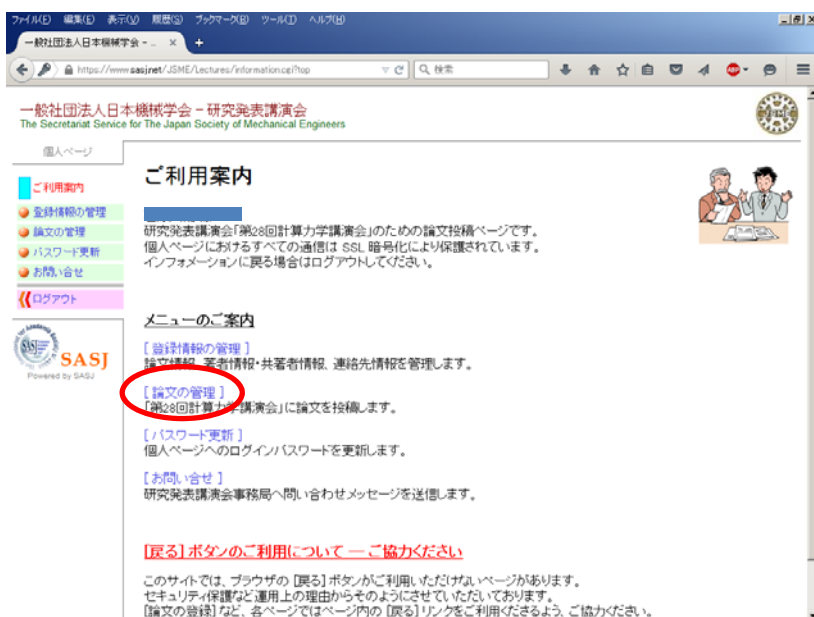 ファイル(E) 編集(E) 表示(V) 履歴(S) ブックマーク(B) ツール(T) ヘルプ(H)
一般社団法人日本機械学会 - ... × +
https://www.sasj.net/JSME/Lectures/information.cgi?top
検索
一般社団法人日本機械学会 – 研究発表講演会
The Secretariat Service for The Japan Society of Mechanical Engineers
個人ページ
ご利用案内
登録情報の管理
論文の管理
パスワード更新
お問い合せ
ログアウト
SASJ
Powered by SASJ
ご利用案内
研究発表講演会「第28回計算力学講演会」のための論文投稿ページです。
個人ページにおけるすべての通信は SSL 暗号化により保護されています。
インフォメーションに戻る場合はログアウトしてください。
メニューのご案内
[ 登録情報の管理 ]
論文情報、著者情報・共著者情報、連絡先情報を管理します。
[ 論文の管理 ]
「第28回計算力学講演会」に論文を投稿します。
[ パスワード更新 ]
個人ページへのログインパスワードを更新します。
[ お問い合せ ]
研究発表講演会事務局へ問い合わせメッセージを送信します。
[戻る] ボタンのご利用について ― ご協力ください
このサイトでは、ブラウザの [戻る] ボタンがご利用いただけないページがあります。
セキュリティ保護など運用上の理由からそのようにさせていただいております。
[論文の登録] など、各ページではページ内の [戻る] リンクをご利用くださるよう、ご協力ください。